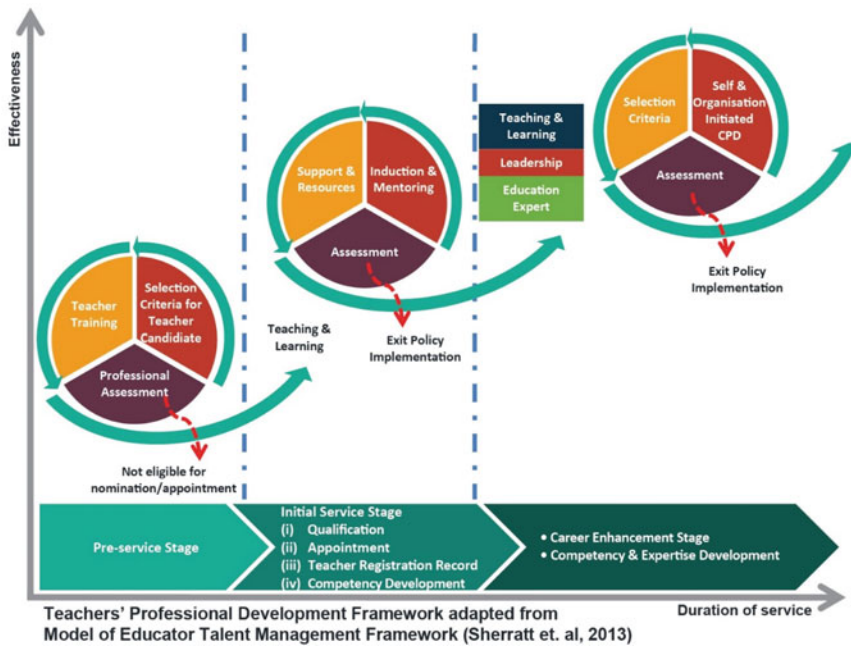 Effectiveness
Teacher
Training
Selection
Criteria for
Teacher
Candidate
Professional
Assessment
Not eligible for
nomination/appointment
Support &
Resources
Induction &
Mentoring
Assessment
Teaching &
Learning
Exit Policy
Implementation
Teaching &
Learning
Leadership
Education
Expert
Selection
Criteria
Self &
Organisation
Initiated
CPD
Assessment
Exit Policy
Implementation
Pre-service Stage
Initial Service Stage
(i) Qualification
(ii) Appointment
(iii) Teacher Registration Record
(iv) Competency Development
• Career Enhancement Stage
• Competency & Expertise Development
Duration of service
Teachers' Professional Development Framework adapted from
Model of Educator Talent Management Framework (Sherratt et. al, 2013)